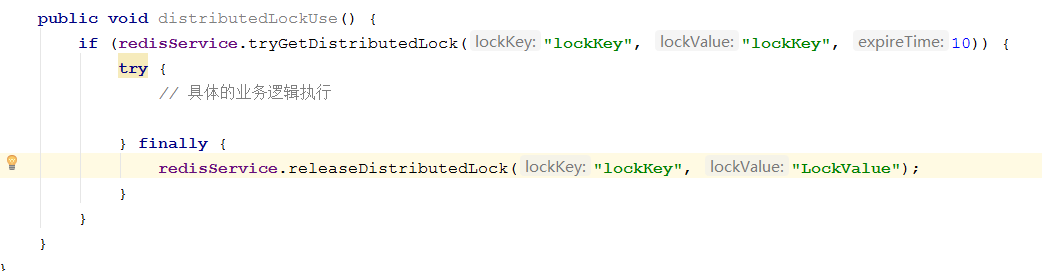 public void distributedLockUse() {
if (redisService.tryGetDistributedLock( lockKey: "lockKey", lockValue: "lockKey", expireTime: 10)) {
try {
// 具体的业务逻辑执行
} finally {
redisService.releaseDistributedLock( lockKey: "lockKey", lockValue: "LockValue");
}
}
}
}